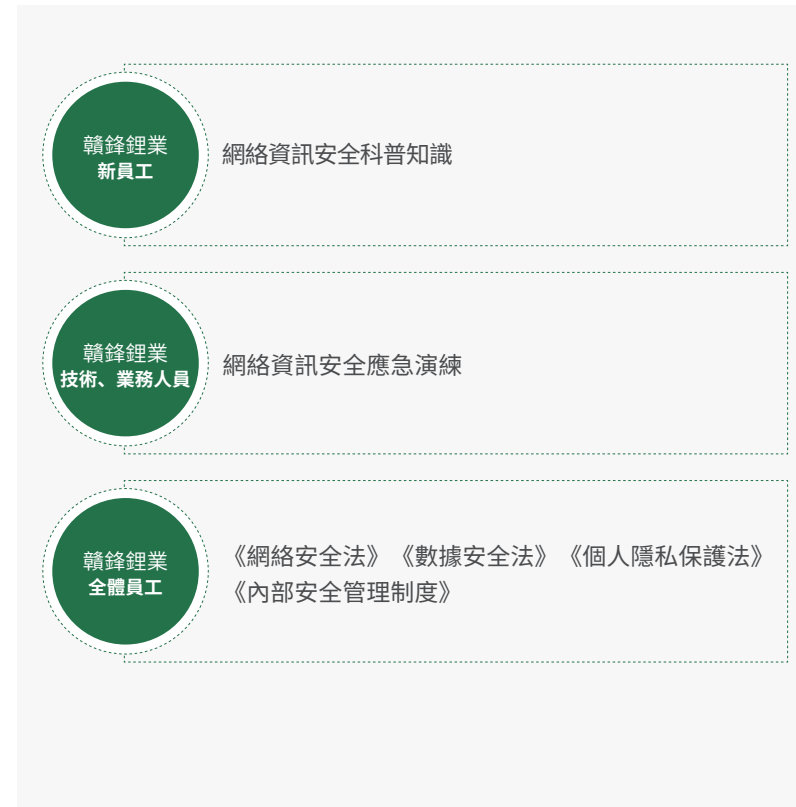 贛鋒鋰業
新員工
網絡資訊安全科普知識
贛鋒鋰業
技術、業務人員
網絡資訊安全應急演練
贛鋒鋰業
全體員工
《網絡安全法》《數據安全法》《個人隱私保護法》
《內部安全管理制度》